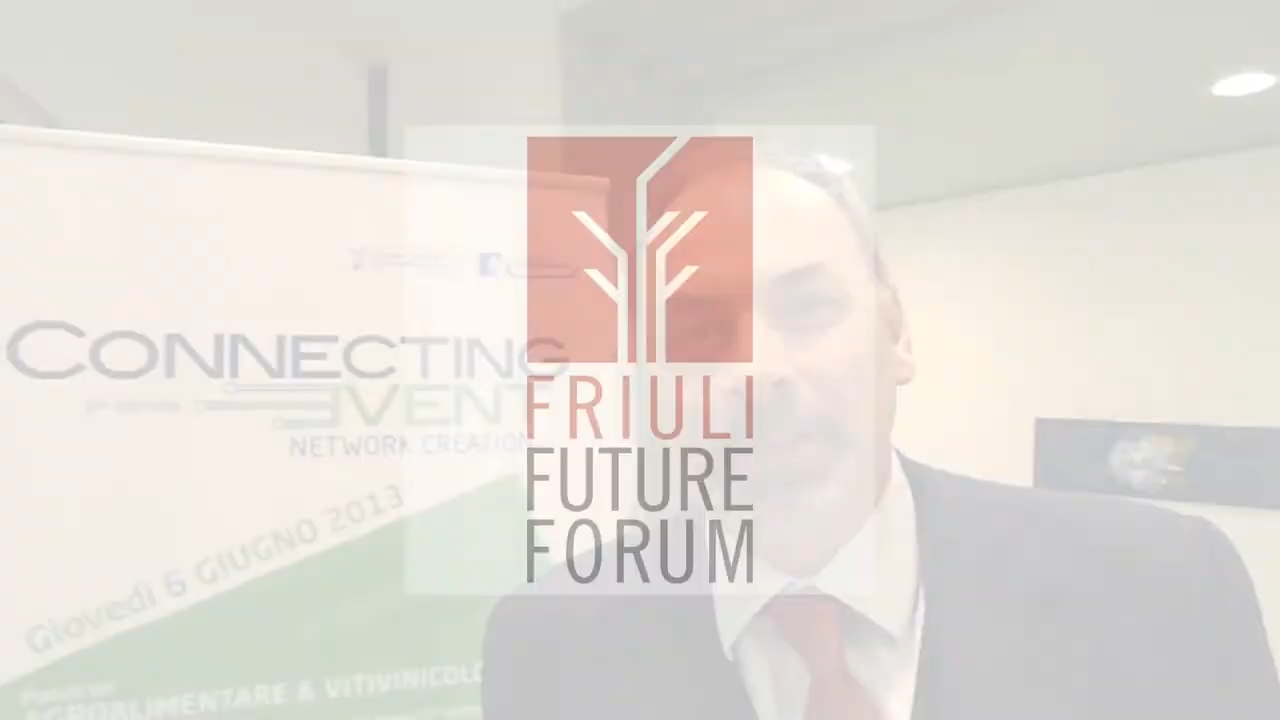 CONNECTING
EVENT
NETWORK CREATION
Giovedì 6 GIUGNO 2013
AGROALIMENTARE & VITIVINICOLO
FRIULI
FUTURE
FORUM